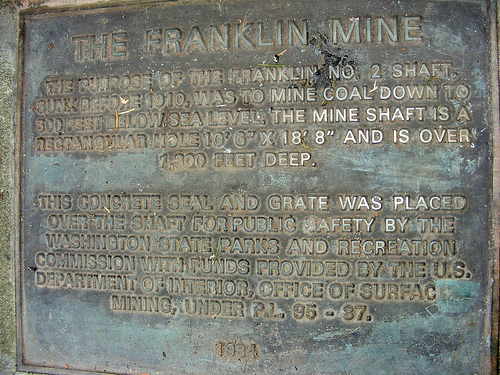 THE FRANKLIN MINE
THE PURPOSE OF THE FRANKLIN NO. 2 SHAFT,
SUNK BEFORE 1910, WAS TO MINE COAL DOWN TO
500 FEET BELOW SEA LEVEL. THE MINE SHAFT IS A
RECTANGULAR HOLE 10' 6" X 18' 8" AND IS OVER
1,300 FEET DEEP.
THIS CONCRETE SEAL AND GRATE WAS PLACED
OVER THE SHAFT FOR PUBLIC SAFETY BY THE
WASHINGTON STATE PARKS AND RECREATION
COMMISSION WITH FUNDS PROVIDED BY THE U.S.
DEPARTMENT OF INTERIOR, OFFICE OF SURFAC
MINING, UNDER P.L. 95 - 87.
1984